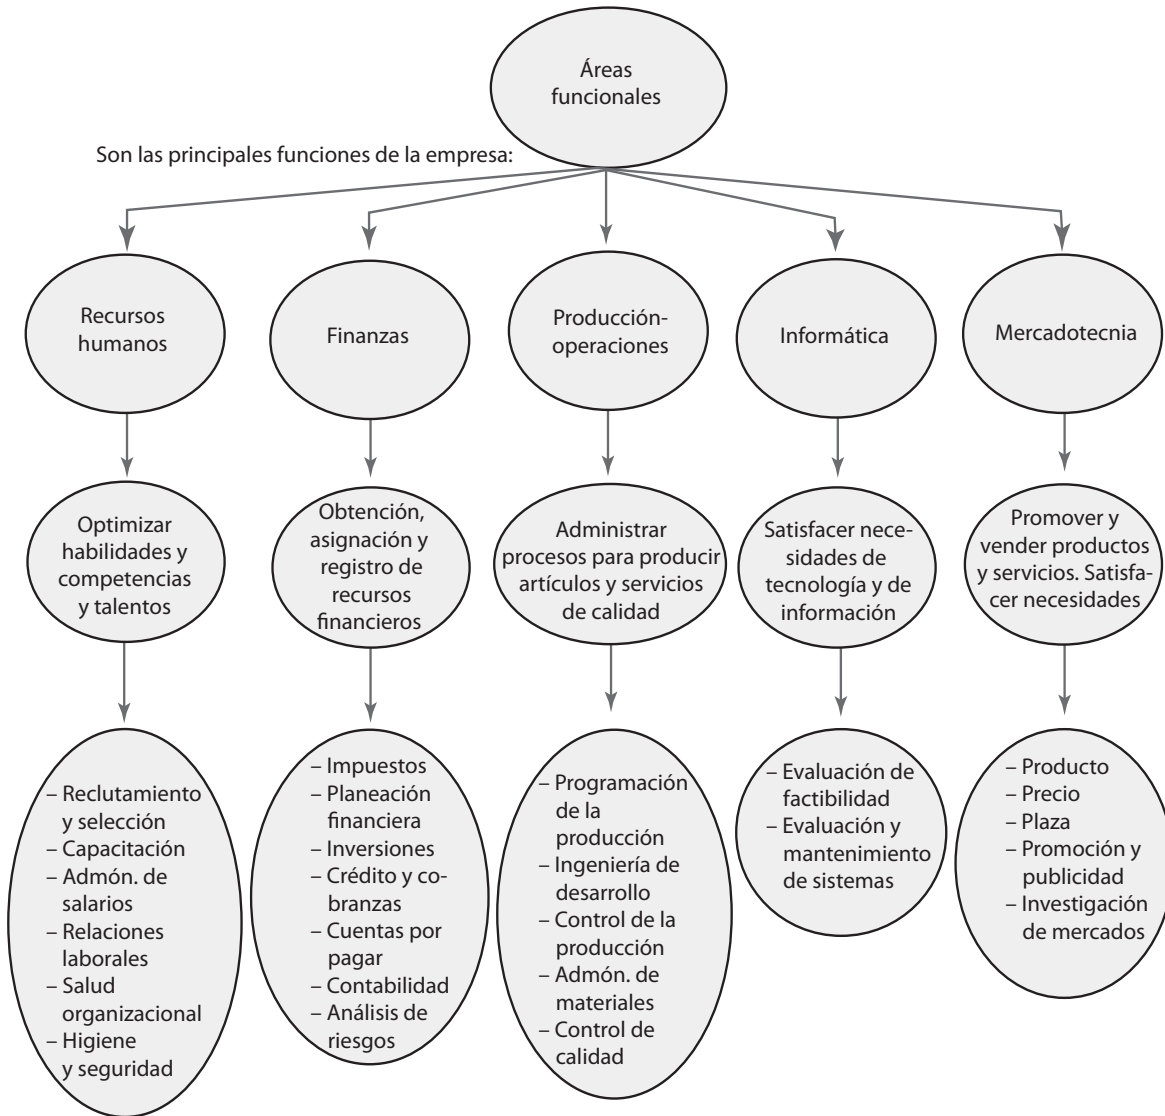 Áreas
funcionales
Son las principales funciones de la empresa:
Recursos
humanos
Finanzas
Producción-
operaciones
Informática
Mercadotecnia
Optimizar
habilidades y
competencias
y talentos
Obtención,
asignación y
registro de
recursos
financieros
Administrar
procesos para producir
artículos y servicios
de calidad
Satisfacer nece-
sidades de
tecnología y de
información
Promover y
vender productos
y servicios. Satisfa-
cer necesidades
– Reclutamiento
y selección
– Capacitación
– Admón. de
salarios
– Relaciones
laborales
– Salud
organizacional
– Higiene
y seguridad
– Impuestos
– Planeación
financiera
– Inversiones
– Crédito y co-
branzas
– Cuentas por
pagar
– Contabilidad
– Análisis de
riesgos
– Programación
de la
producción
– Ingeniería de
desarrollo
– Control de la
producción
– Admón. de
materiales
– Control de
calidad
– Evaluación de
factibilidad
– Evaluación y
mantenimiento
de sistemas
– Producto
– Precio
– Plaza
– Promoción y
publicidad
– Investigación
de mercados